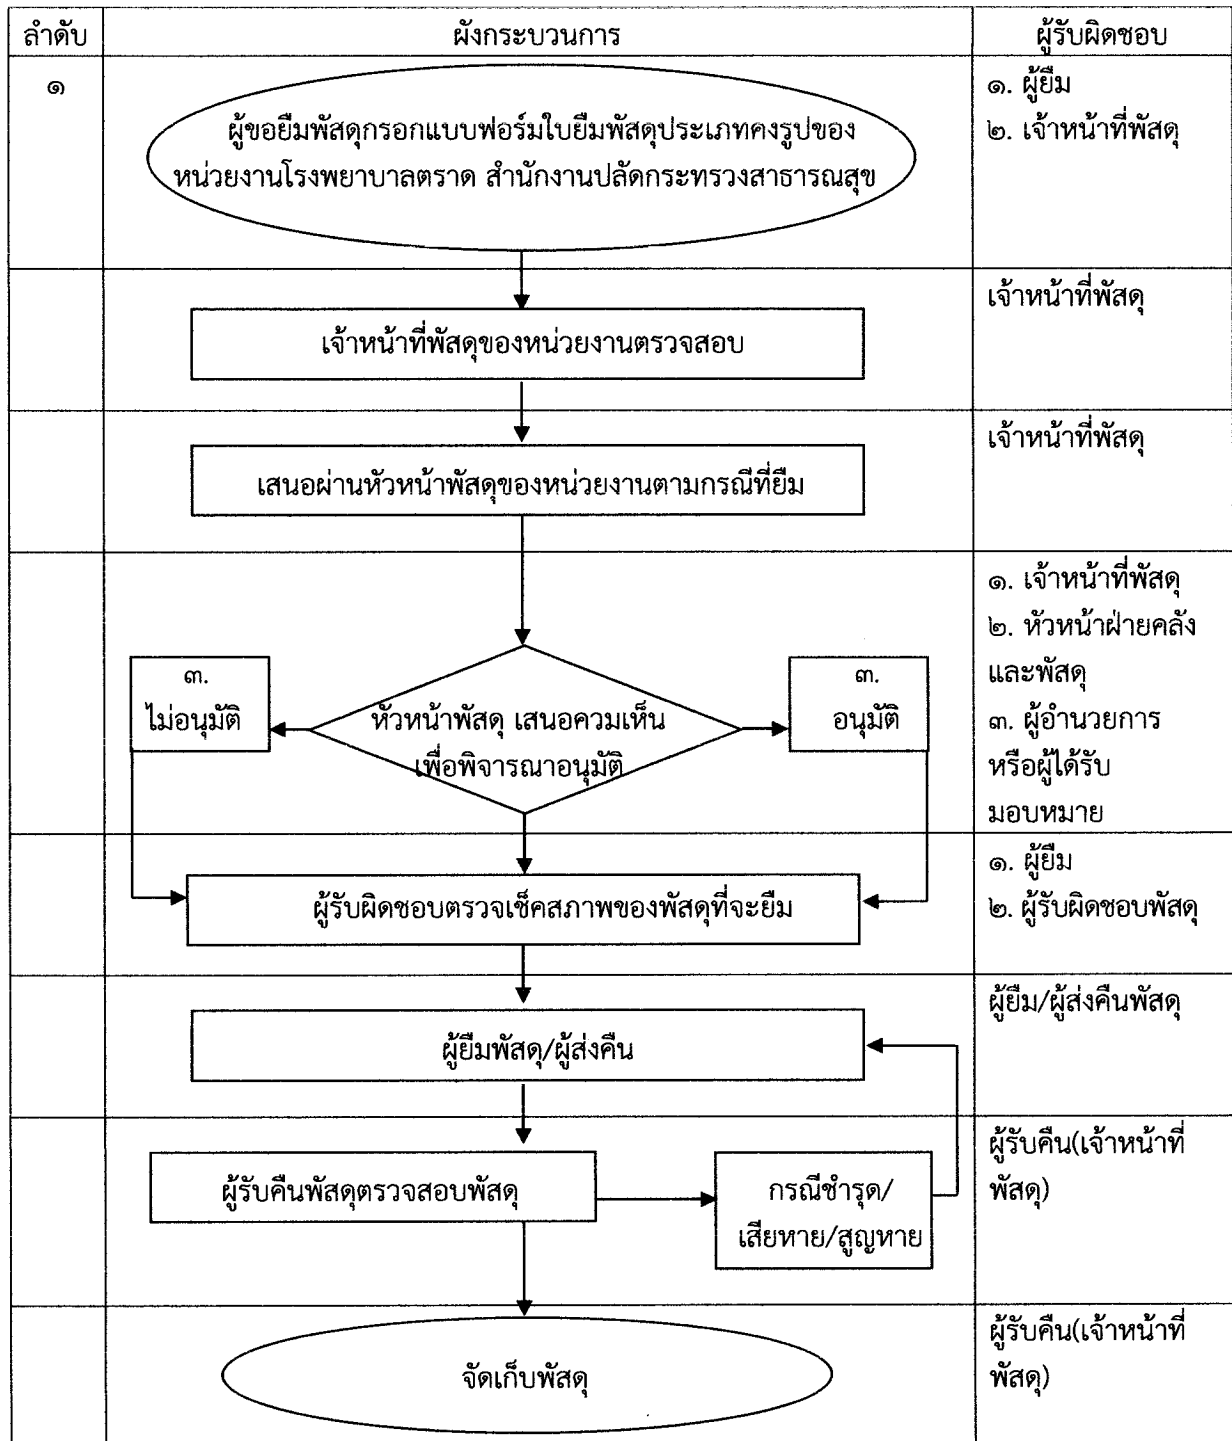 ลำดับ
ผังกระบวนการ
ผู้รับผิดชอบ
๑
ผู้ขอยืมพัสดุกรอกแบบฟอร์มใบยืมพัสดุประเภทคงรูปของ
หน่วยงานโรงพยาบาลตราด สำนักงานปลัดกระทรวงสาธารณสุข
๑. ผู้ยืม
๒. เจ้าหน้าที่พัสดุ
เจ้าหน้าที่พัสดุของหน่วยงานตรวจสอบ
เจ้าหน้าที่พัสดุ
เสนอผ่านหัวหน้าพัสดุของหน่วยงานตามกรณีที่ยืม
เจ้าหน้าที่พัสดุ
๓.
ไม่อนุมัติ
หัวหน้าพัสดุ เสนอควมเห็น
เพื่อพิจารณาอนุมัติ
๓.
อนุมัติ
๑. เจ้าหน้าที่พัสดุ
๒. หัวหน้าฝ่ายคลัง
และพัสดุ
๓. ผู้อำนวยการ
หรือผู้ได้รับ
มอบหมาย
ผู้รับผิดชอบตรวจเช็คสภาพของพัสดุที่จะยืม
๑. ผู้ยืม
๒. ผู้รับผิดชอบพัสดุ
ผู้ยืมพัสดุ/ผู้ส่งคืน
ผู้ยืม/ผู้ส่งคืนพัสดุ
ผู้รับคืนพัสดุตรวจสอบพัสดุ
กรณีชำรุด/
เสียหาย/สูญหาย
ผู้รับคืน(เจ้าหน้าที่
พัสดุ)
จัดเก็บพัสดุ
ผู้รับคืน(เจ้าหน้าที่
พัสดุ)